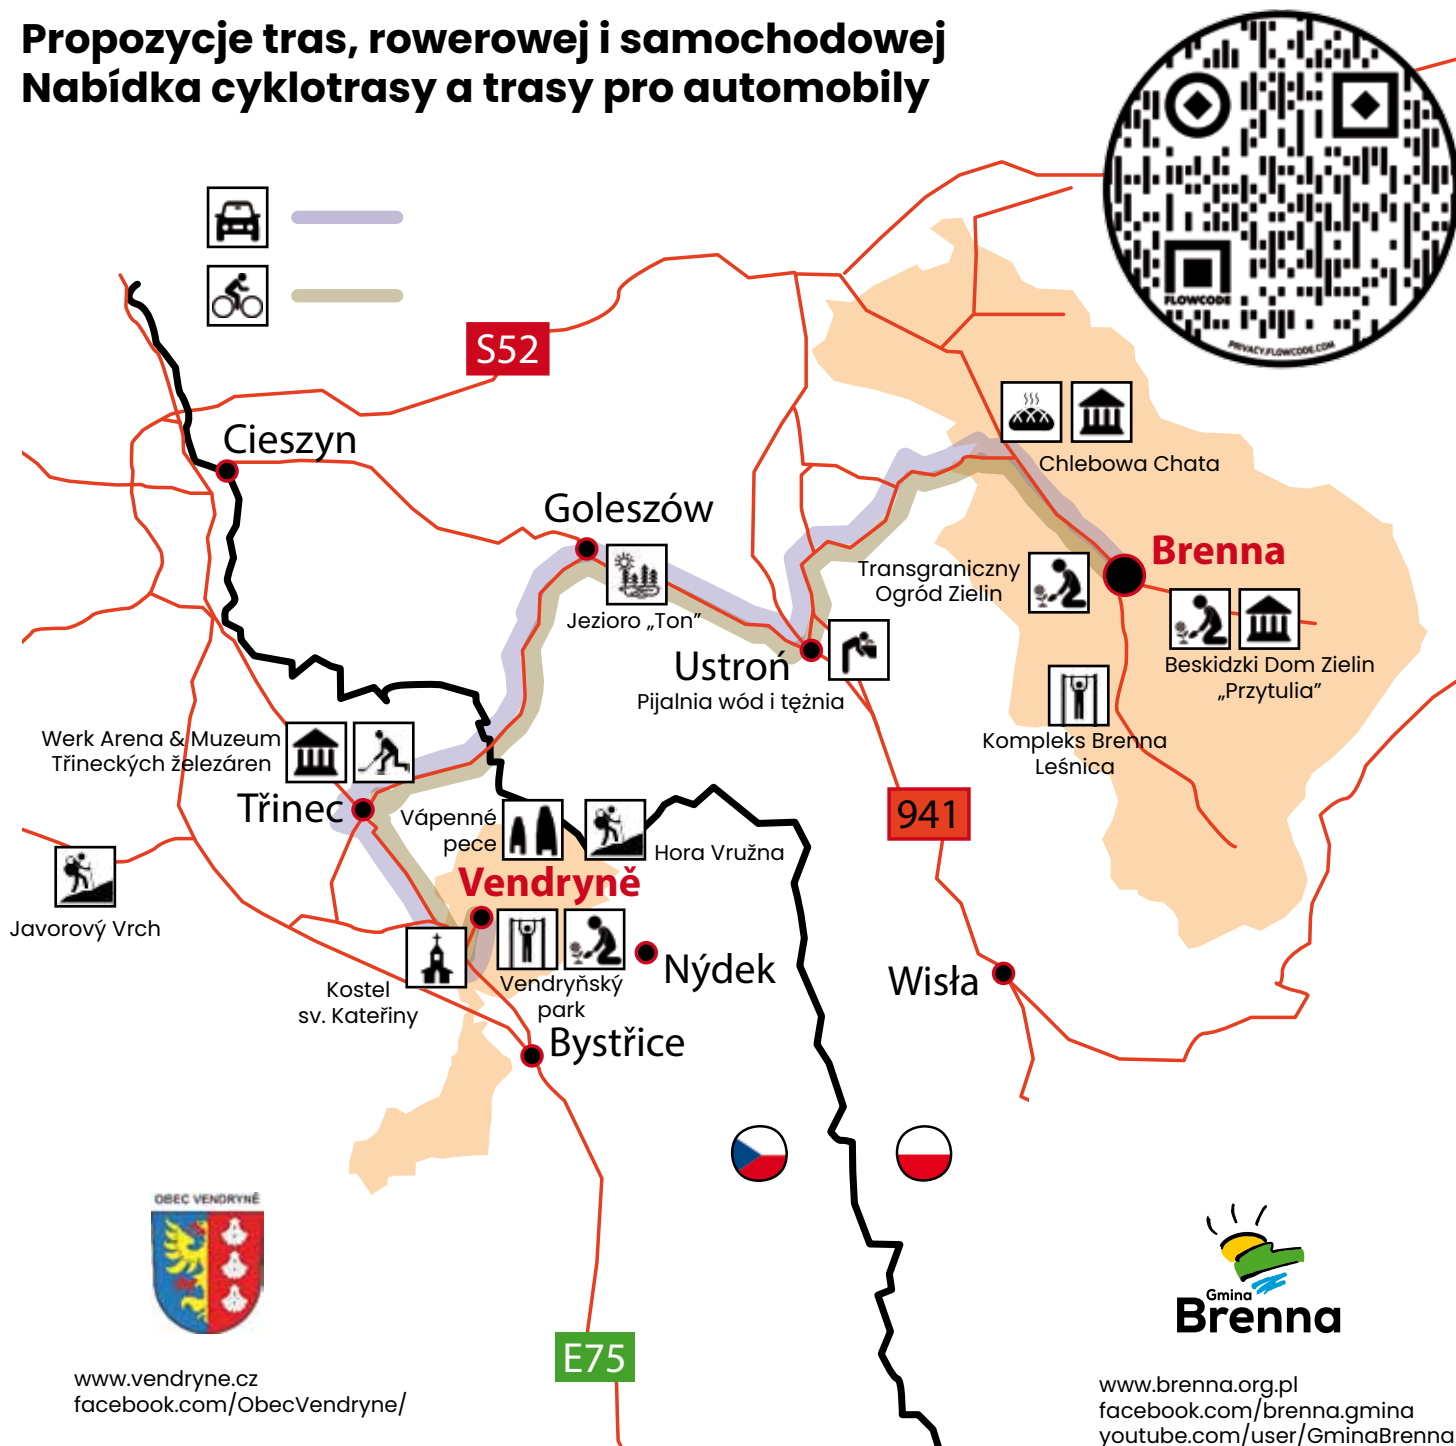 Propozycje tras, rowerowej i samochodowej
Nabídka cyklotrasy a trasy pro automobily
FLOWCODE
PRIVACY.FLOWCODE.COM
S52
Cieszyn
Chlebowa Chata
Goleszów
Brenna
Transgraniczny
Ogród Zielin
Jezioro „Ton”
Ustroń
Pijalnia wód i tężnia
Beskidzki Dom Zielin
„Przytulia”
Kompleks Brenna
Leśnica
Werk Arena & Muzeum
Třineckých železáren
Třinec
Vápenné
pece
Hora Vružna
941
Vendryně
Javorový Vrch
Nýdek
Wisła
Kostel
sv. Kateřiny
Vendryňský
park
Bystřice
OBEC VENDRYNĚ
E75
www.vendryne.cz
facebook.com/ObecVendryne/
Gmina
Brenna
www.brenna.org.pl
facebook.com/brenna.gmina
youtube.com/user/GminaBrenna